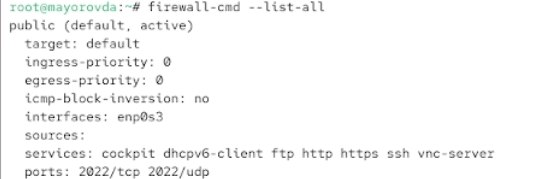 root@mayorovda:~# firewall-cmd --list-all
public (default, active)
  target: default
  ingress-priority: 0
  egress-priority: 0
  icmp-block-inversion: no
  interfaces: enp0s3
  sources:
  services: cockpit dhcpv6-client ftp http https ssh vnc-server
  ports: 2022/tcp 2022/udp